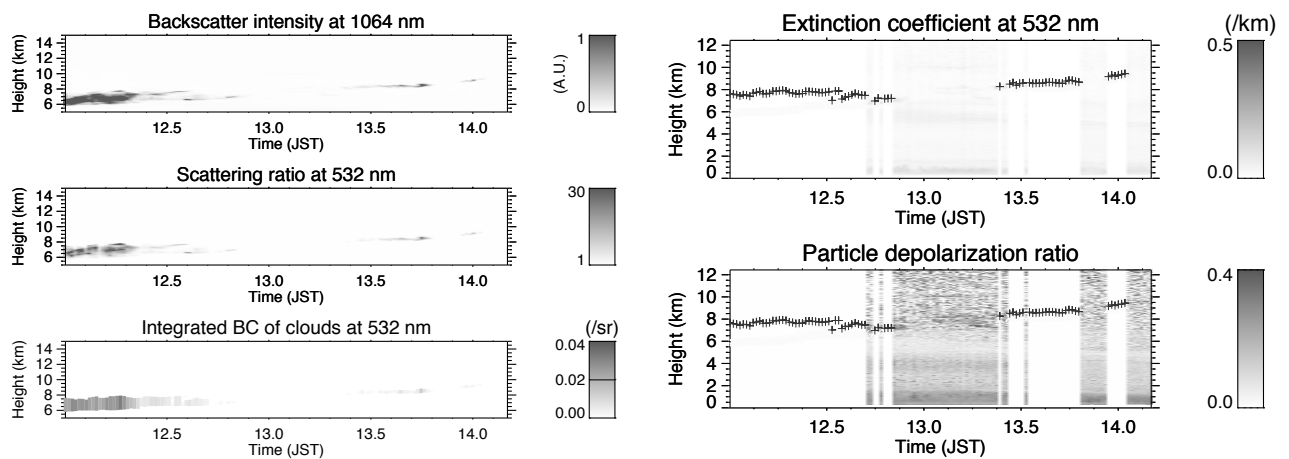 Backscatter intensity at 1064 nm
14
12
10
8
6
Height (km)
12.5 13.0 13.5 14.0
Time (JST)
1
0
(A.U.)
Scattering ratio at 532 nm
14
12
10
8
6
Height (km)
12.5 13.0 13.5 14.0
Time (JST)
30
1
Integrated BC of clouds at 532 nm (/sr)
14
12
10
8
6
Height (km)
12.5 13.0 13.5 14.0
Time (JST)
0.04
0.02
0.00
Extinction coefficient at 532 nm (/km)
12
10
8
6
4
2
0
Height (km)
12.5 13.0 13.5 14.0
Time (JST)
0.5
0.0
Particle depolarization ratio
12
10
8
6
4
2
0
Height (km)
12.5 13.0 13.5 14.0
Time (JST)
0.4
0.0